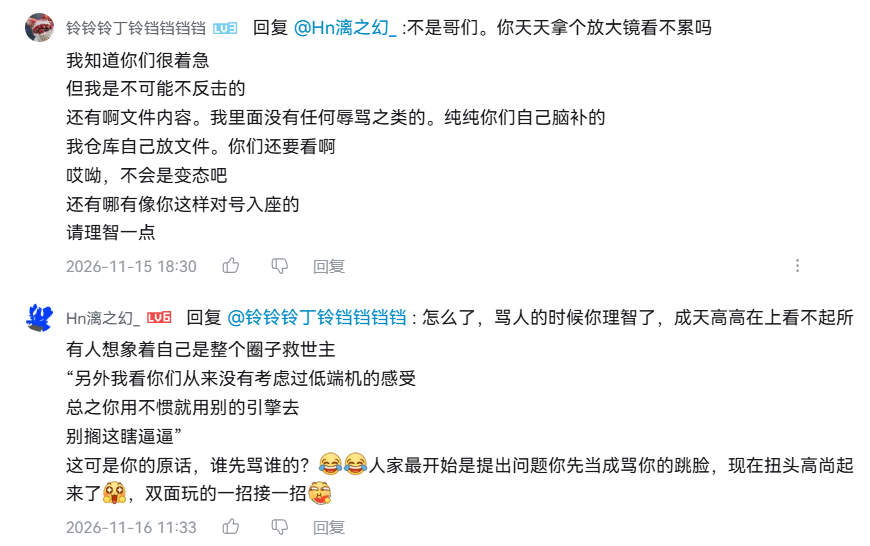 铃铃铃丁铃铛铛铛铛 LV5 回复 @Hn漓之幻_ :不是哥们。你天天拿个放大镜看不累吗
我知道你们很着急
但我是不可能不反击的
还有啊文件内容。我里面没有任何辱骂之类的。纯纯你们自己脑补的
我仓库自己放文件。你们还要看啊
哎呦，不会是变态吧
还有哪有像你这样对号入座的
请理智一点
2026-11-15 18:30 回复
Hn漓之幻_ LV6 回复 @铃铃铃丁铃铛铛铛铛 : 怎么了，骂人的时候你理智了，成天高高在上看不起所
有人想象着自己是整个圈子救世主
“另外我看你们从来没有考虑过低端机的感受
总之你用不惯就用别的引擎去
别搁这瞎逼逼”
这可是你的原话，谁先骂谁的？😂😂人家最开始是提出问题你先当成骂你的跳脸，现在扭头高尚起
来了，双面玩的一招接一招
2026-11-16 11:33 回复